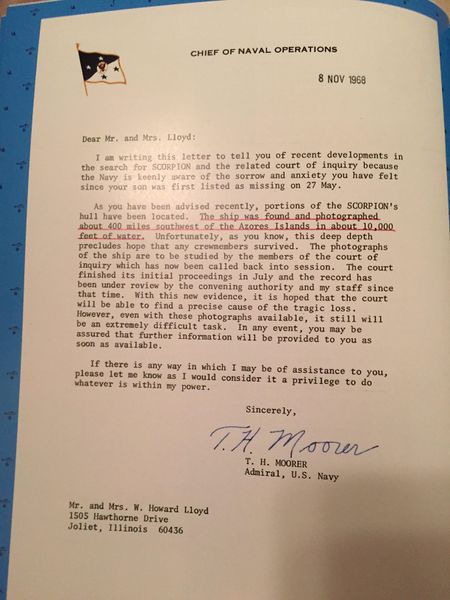 CHIEF OF NAVAL OPERATIONS
8 NOV 1968
Dear Mr. and Mrs. Lloyd:
I am writing this letter to tell you of recent developments in
the search for SCORPION and the related court of inquiry because
the Navy is keenly aware of the sorrow and anxiety you have felt
since your son was first listed as missing on 27 May.
As you have been advised recently, portions of the SCORPION's
hull have been located. The ship was found and photographed
about 400 miles southwest of the Azores Islands in about 10,000
feet of water. Unfortunately, as you know, this deep depth
precludes hope that any crewmembers survived. The photographs
of the ship are to be studied by the members of the court of
inquiry which has now been called back into session. The court
finished its initial proceedings in July and the record has
been under review by the convening authority and my staff since
that time. With this new evidence, it is hoped that the court
will be able to find a precise cause of the tragic loss.
However, even with these photographs available, it still will
be an extremely difficult task. In any event, you may be
assured that further information will be provided to you as
soon as available.
If there is any way in which I may be of assistance to you,
please let me know as I would consider it a privilege to do
whatever is within my power.
Sincerely,
T. H. Moorer
T. H. MOORER
Admiral, U.S. Navy
Mr. and Mrs. W. Howard Lloyd
1505 Hawthorne Drive
Joliet, Illinois 60436